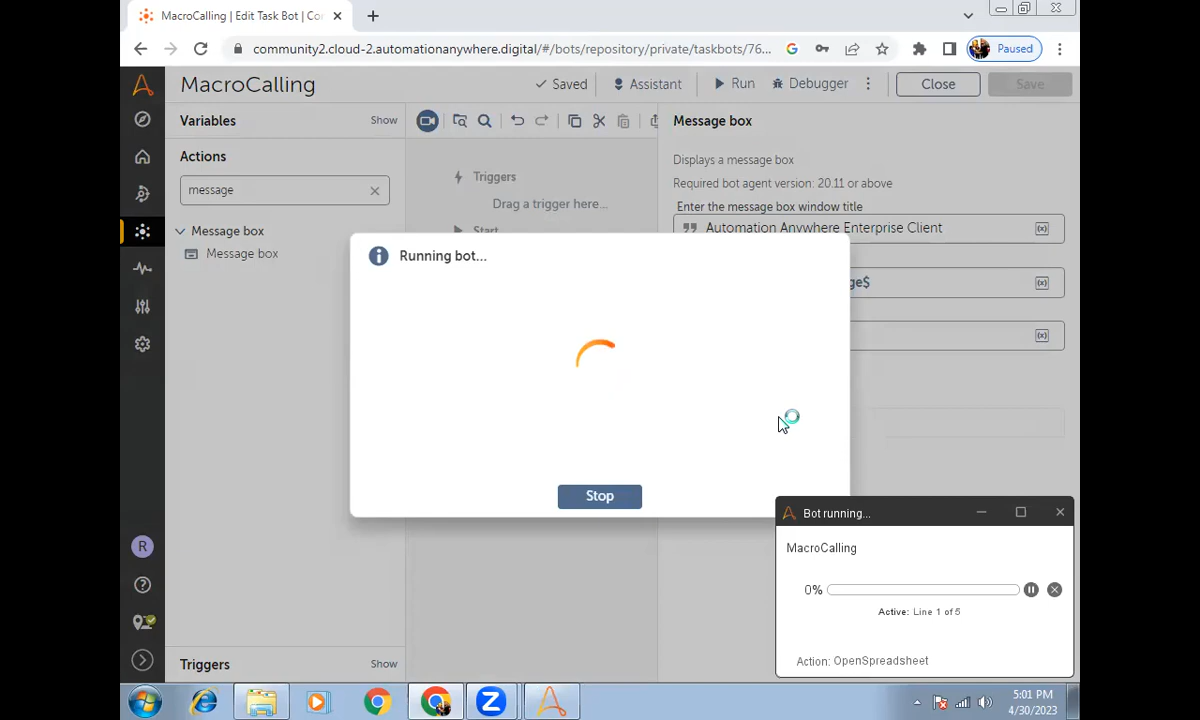 MacroCalling | Edit Task Bot | Co
community2.cloud-2.automationanywhere.digital/#/bots/repository/private/taskbots/76...
Paused
MacroCalling
Saved
Assistant
Run
Debugger
Close
Save
Variables
Show
Actions
message
Message box
Message box
Triggers
Show
Triggers
Drag a trigger here...
Start
Message box
Displays a message box
Required bot agent version: 20.11 or above
Enter the message box window title
Automation Anywhere Enterprise Client
ge$
Running bot...
Stop
Bot running...
MacroCalling
0%
Active: Line 1 of 5
Action: OpenSpreadsheet
R
5:01 PM
4/30/2023